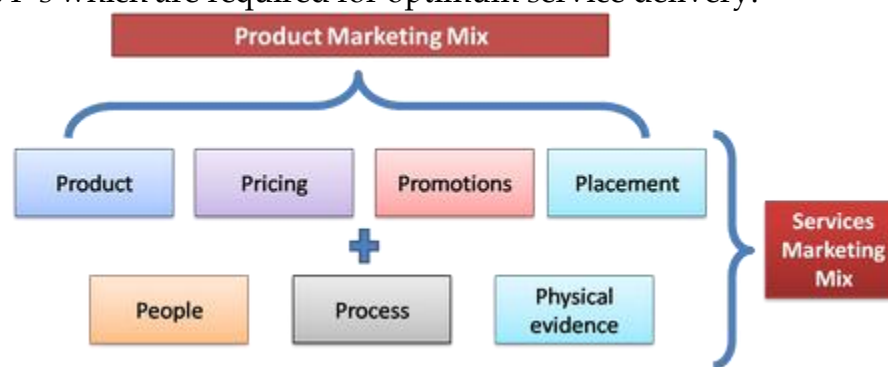 P's which are required for optimum service delivery.
Product Marketing Mix
Product
Pricing
Promotions
Placement
People
Process
Physical
evidence
Services
Marketing
Mix